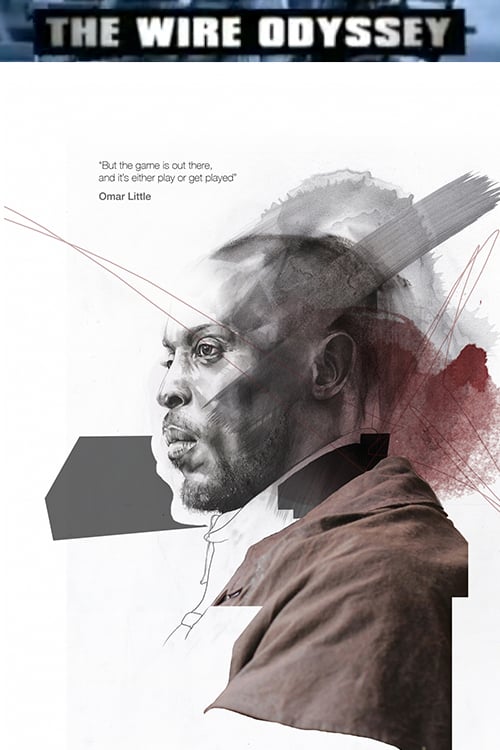 THE WIRE ODYSSEY
"But the game is out there,
and it's either play or get played"
Omar Little